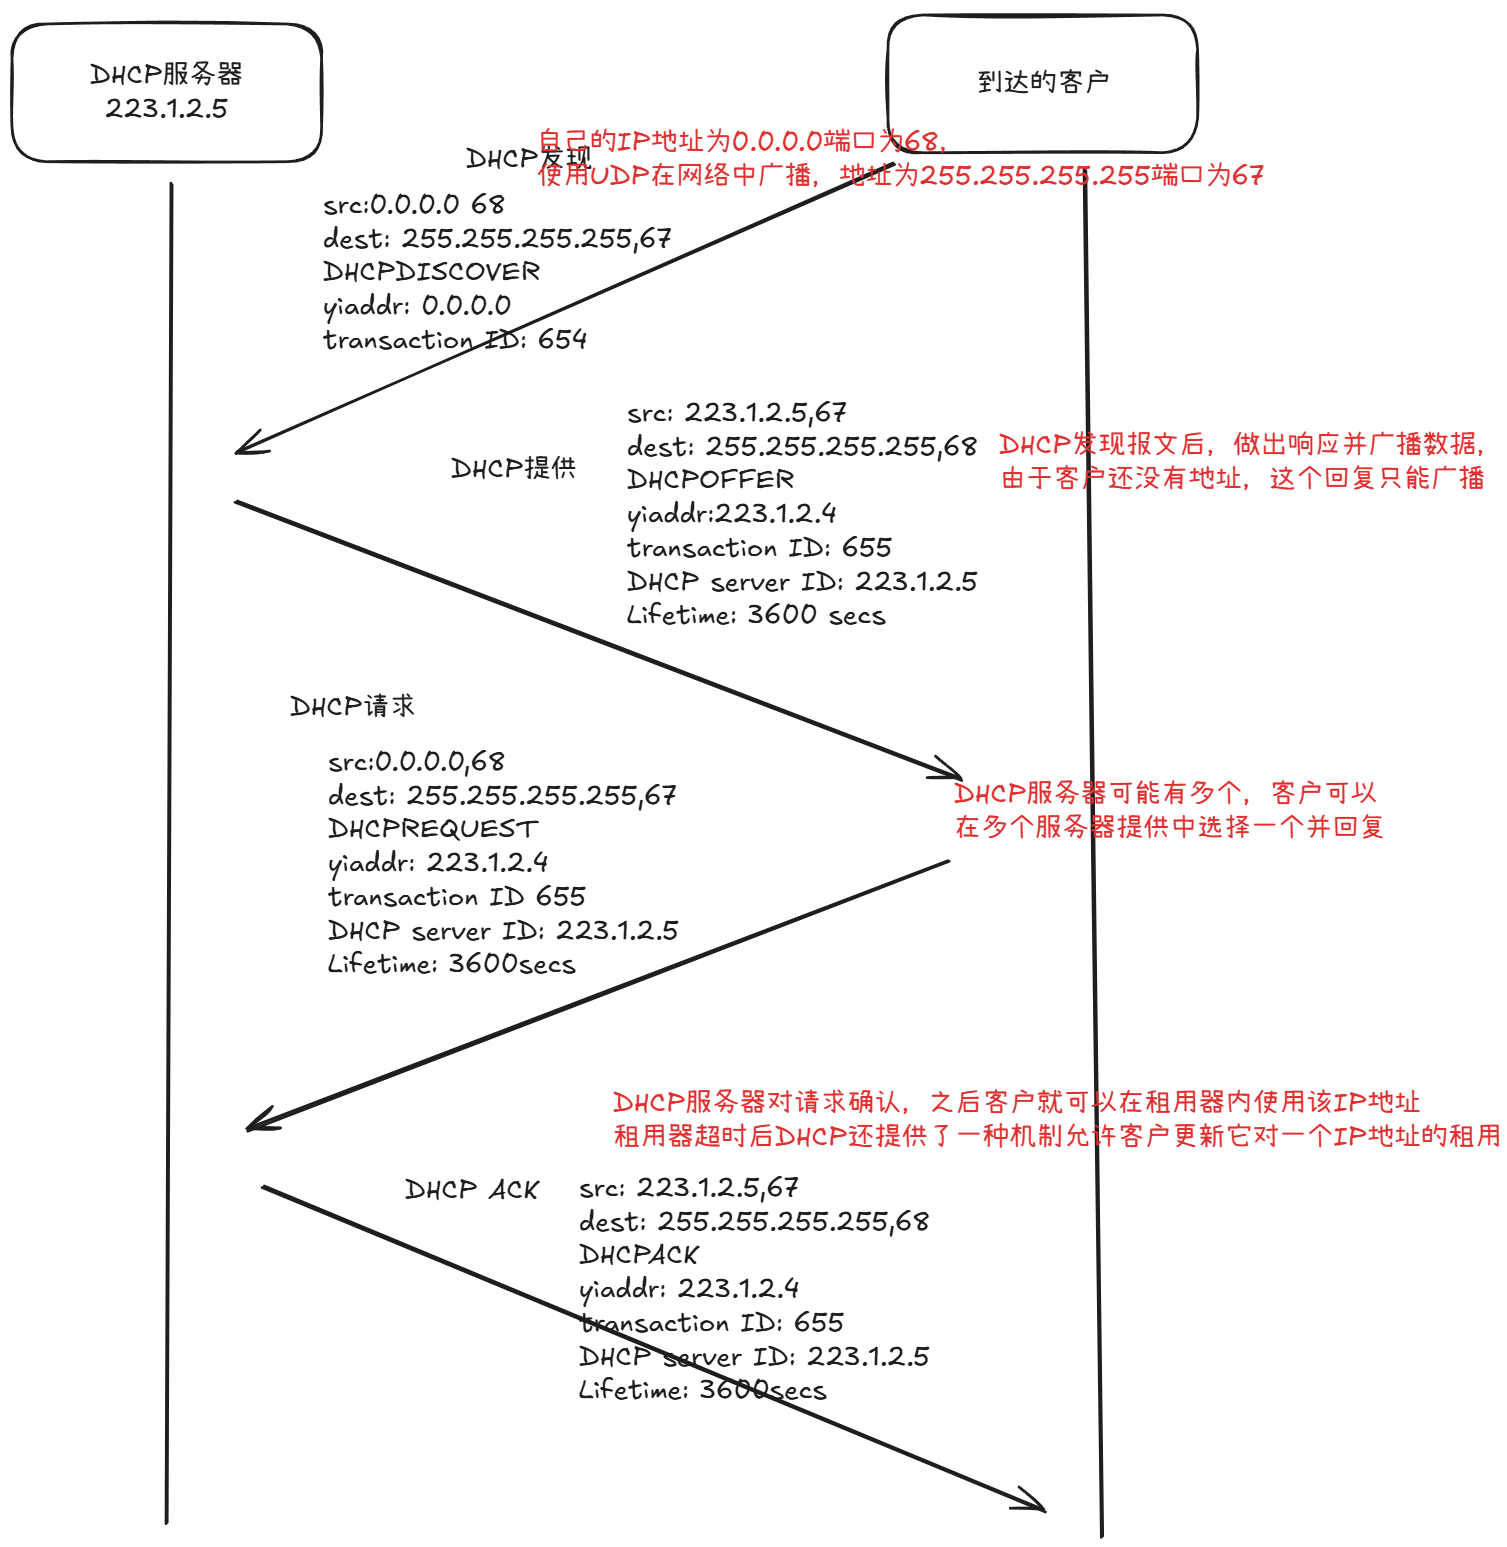 DHCP服务器
223.1.2.5
到达的客户
自己的IP地址为0.0.0.0端口为68,
使用UDP在网络中广播，地址为255.255.255.255端口为67
DHCP发现
src:0.0.0.0 68
dest: 255.255.255.255,67
DHCPDISCOVER
yiaddr: 0.0.0.0
transaction ID: 654
DHCP提供
src: 223.1.2.5,67
dest: 255.255.255.255,68
DHCPOFFER
yiaddr:223.1.2.4
transaction ID: 655
DHCP server ID: 223.1.2.5
Lifetime: 3600 secs
DHCP发现报文后，做出响应并广播数据，
由于客户还没有地址，这个回复只能广播
DHCP请求
src:0.0.0.0,68
dest: 255.255.255.255,67
DHCPREQUEST
yiaddr: 223.1.2.4
transaction ID 655
DHCP server ID: 223.1.2.5
Lifetime: 3600secs
DHCP服务器可能有多个，客户可以
在多个服务器提供中选择一个并回复
DHCP服务器对请求确认，之后客户就可以在租用器内使用该IP地址
租用器超时后DHCP还提供了一种机制允许客户更新它对一个IP地址的租用
DHCP ACK
src: 223.1.2.5,67
dest: 255.255.255.255,68
DHCPACK
yiaddr: 223.1.2.4
transaction ID: 655
DHCP server ID: 223.1.2.5
Lifetime: 3600secs